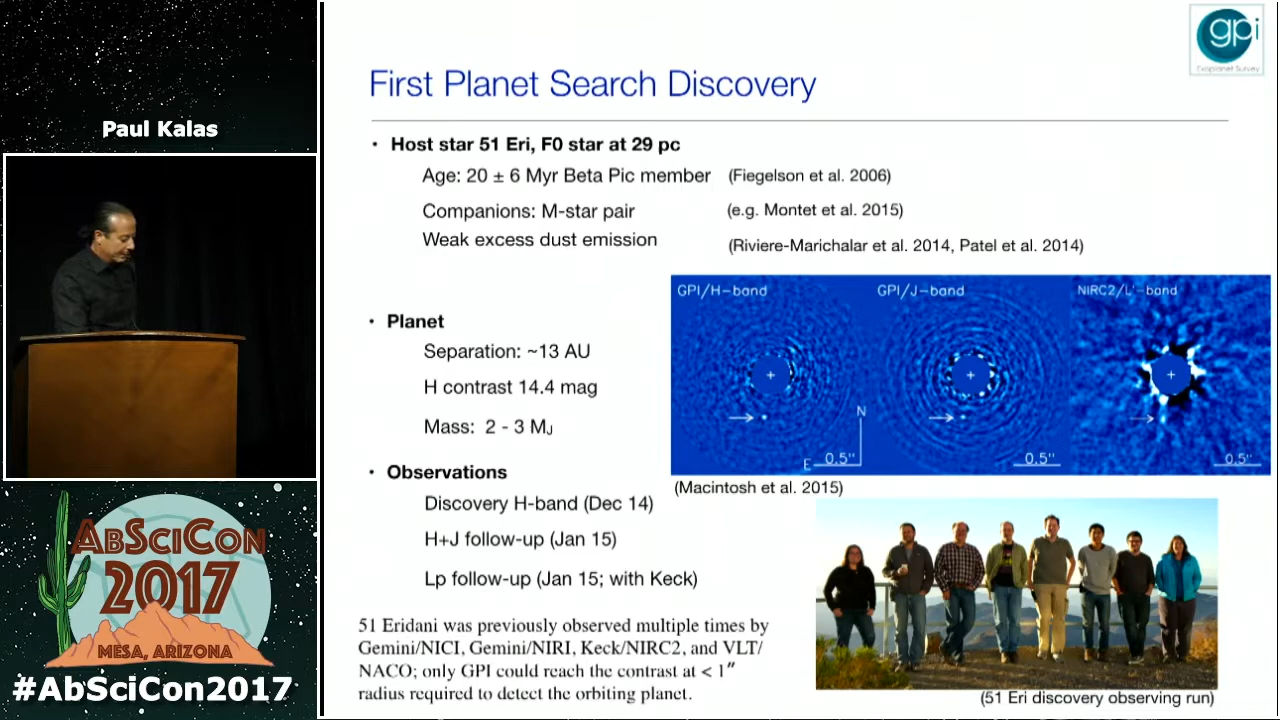 Paul Kalas
ABSCICON
2017
MESA, ARIZONA
#AbSciCon2017
gpi
Exoplanet Survey
First Planet Search Discovery
• Host star 51 Eri, F0 star at 29 pc
Age: 20 ± 6 Myr Beta Pic member (Fiegelson et al. 2006)
Companions: M-star pair (e.g. Montet et al. 2015)
Weak excess dust emission (Riviere-Marichalar et al. 2014, Patel et al. 2014)
• Planet
Separation: ~13 AU
H contrast 14.4 mag
Mass: 2 - 3 MJ
GPI/H-band GPI/J-band NIRC2/L'-band
N
E 0.5" 0.5" 0.5"
(Macintosh et al. 2015)
• Observations
Discovery H-band (Dec 14)
H+J follow-up (Jan 15)
Lp follow-up (Jan 15; with Keck)
51 Eridani was previously observed multiple times by
Gemini/NICI, Gemini/NIRI, Keck/NIRC2, and VLT/
NACO; only GPI could reach the contrast at < 1″
radius required to detect the orbiting planet.
(51 Eri discovery observing run)